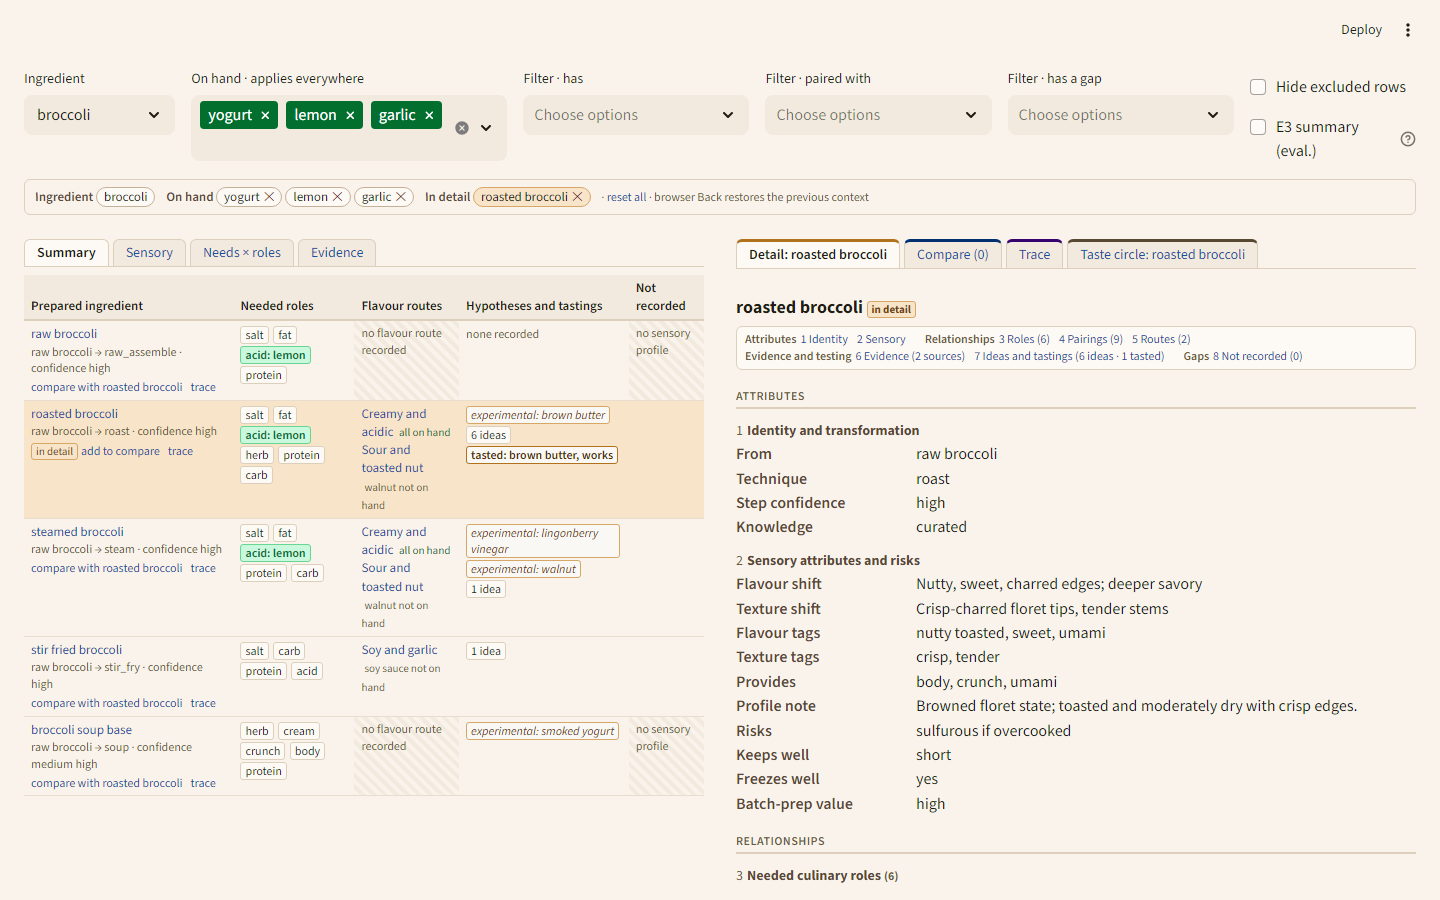 Deploy
Ingredient
On hand · applies everywhere
Filter · has
Filter · paired with
Filter · has a gap
broccoli
yogurt ×
lemon ×
garlic ×
Choose options
Choose options
Choose options
Hide excluded rows
E3 summary
(eval.)
Ingredient broccoli On hand yogurt × lemon × garlic × In detail roasted broccoli × · reset all · browser Back restores the previous context
Summary
Sensory
Needs × roles
Evidence
Prepared ingredient
Needed roles
Flavour routes
Hypotheses and tastings
Not
recorded
raw broccoli
raw broccoli → raw_assemble ·
confidence high
compare with roasted broccoli trace
salt fat
acid: lemon
protein
no flavour route
recorded
none recorded
no sensory
profile
roasted broccoli
raw broccoli → roast · confidence high
in detail add to compare trace
salt fat
acid: lemon
herb protein
carb
Creamy and
acidic all on hand
Sour and
toasted nut
walnut not on
hand
experimental: brown butter
6 ideas
tasted: brown butter, works
steamed broccoli
raw broccoli → steam · confidence high
compare with roasted broccoli trace
salt fat
acid: lemon
protein carb
Creamy and
acidic all on hand
Sour and
toasted nut
walnut not on
hand
experimental: lingonberry
vinegar
experimental: walnut
1 idea
stir fried broccoli
raw broccoli → stir_fry · confidence
high
compare with roasted broccoli trace
salt carb
protein acid
Soy and garlic
soy sauce not on
hand
1 idea
broccoli soup base
raw broccoli → soup · confidence
medium high
compare with roasted broccoli trace
herb cream
crunch body
protein
no flavour route
recorded
experimental: smoked yogurt
no sensory
profile
Detail: roasted broccoli
Compare (0)
Trace
Taste circle: roasted broccoli
roasted broccoli in detail
Attributes 1 Identity 2 Sensory Relationships 3 Roles (6) 4 Pairings (9) 5 Routes (2)
Evidence and testing 6 Evidence (2 sources) 7 Ideas and tastings (6 ideas · 1 tasted) Gaps 8 Not recorded (0)
ATTRIBUTES
1 Identity and transformation
From raw broccoli
Technique roast
Step confidence high
Knowledge curated
2 Sensory attributes and risks
Flavour shift Nutty, sweet, charred edges; deeper savory
Texture shift Crisp-charred floret tips, tender stems
Flavour tags nutty toasted, sweet, umami
Texture tags crisp, tender
Provides body, crunch, umami
Profile note Browned floret state; toasted and moderately dry with crisp edges.
Risks sulfurous if overcooked
Keeps well short
Freezes well yes
Batch-prep value high
RELATIONSHIPS
3 Needed culinary roles (6)